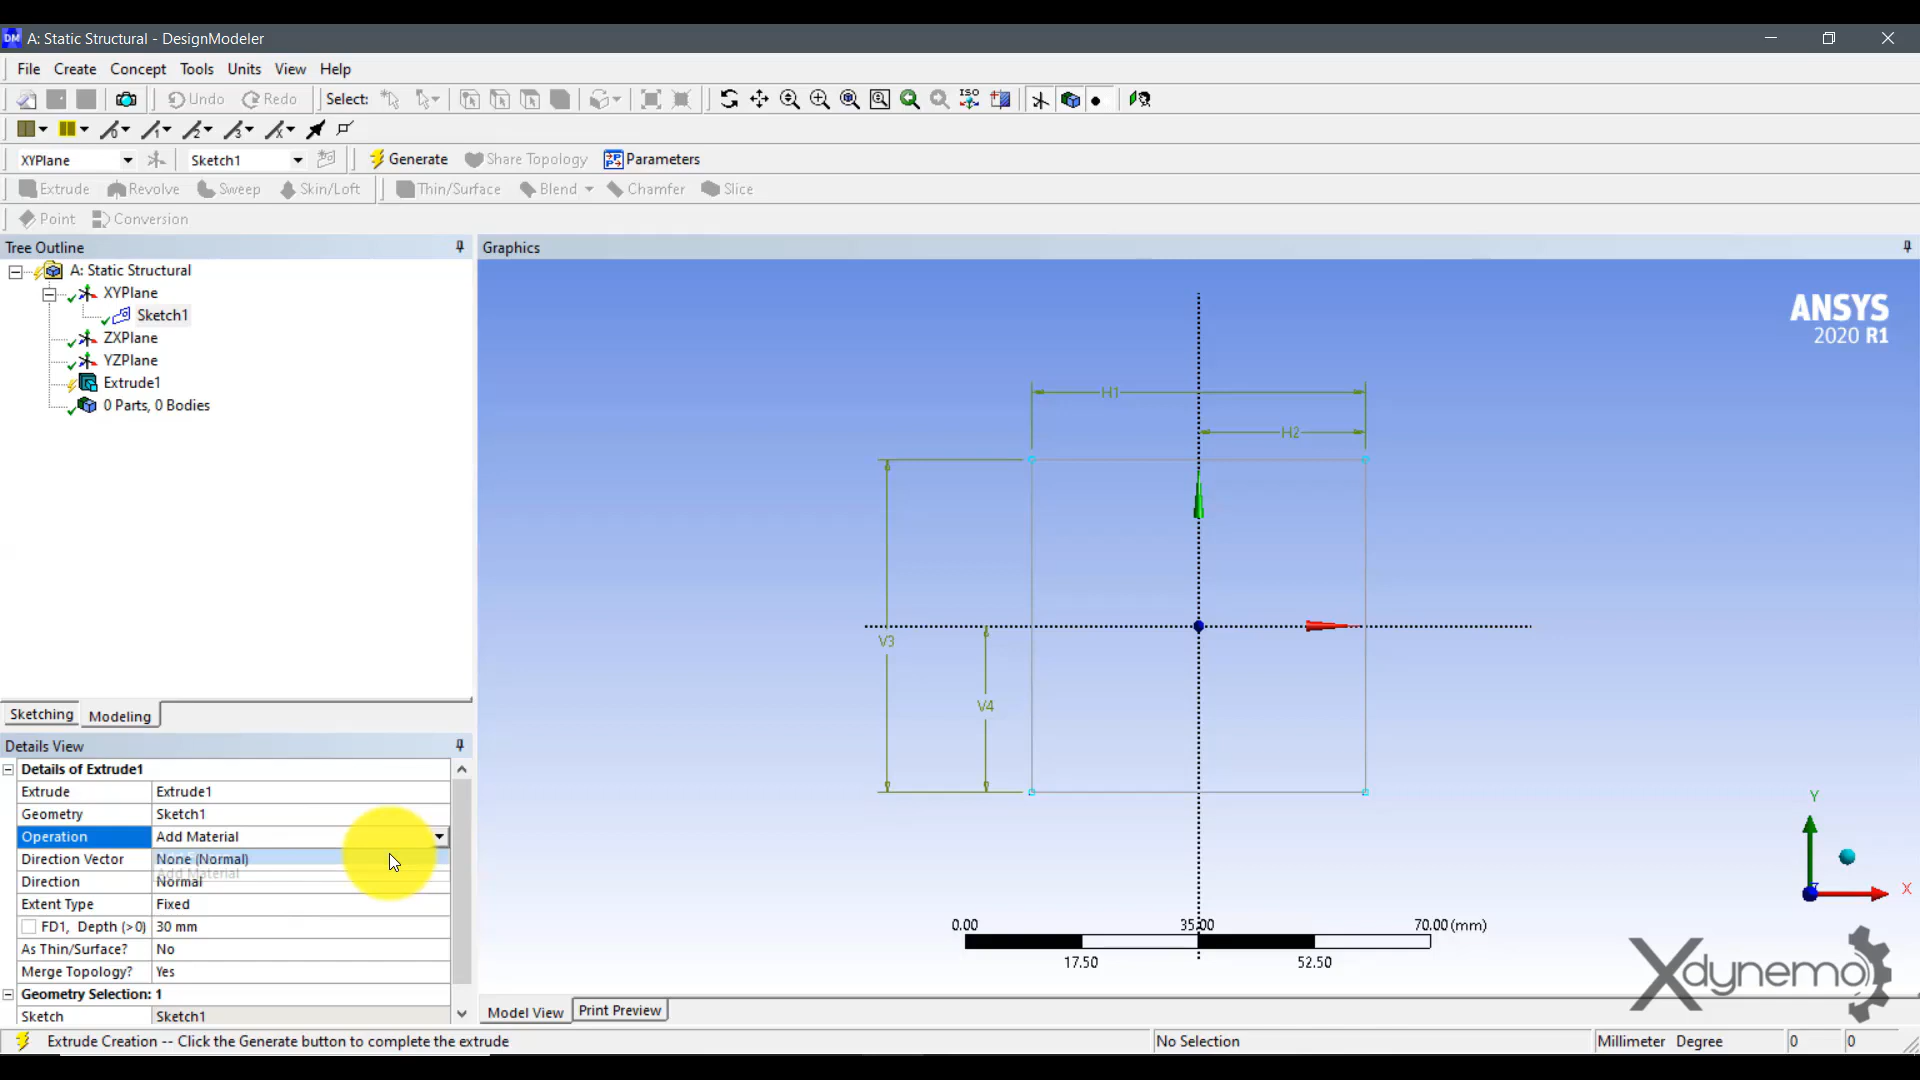 DM A: Static Structural - DesignModeler
File Create Concept Tools Units View Help
Undo Redo Select: ISO
XYPlane Sketch1 Generate Share Topology Parameters
Extrude Revolve Sweep Skin/Loft Thin/Surface Blend Chamfer Slice
Point Conversion
Tree Outline
A: Static Structural
XYPlane
Sketch1
ZXPlane
YZPlane
Extrude1
0 Parts, 0 Bodies
Sketching Modeling
Details View
Details of Extrude1
Extrude Extrude1
Geometry Sketch1
Operation Add Material
Direction Vector None (Normal)
Add Material
Direction Normal
Extent Type Fixed
FD1, Depth (>0) 30 mm
As Thin/Surface? No
Merge Topology? Yes
Geometry Selection: 1
Sketch Sketch1
Graphics
ANSYS
2020 R1
H1
H2
V3
V4
0.00 35.00 70.00 (mm)
17.50 52.50
Y
X
Xdynemo
Model View Print Preview
Extrude Creation -- Click the Generate button to complete the extrude No Selection Millimeter Degree 0 0